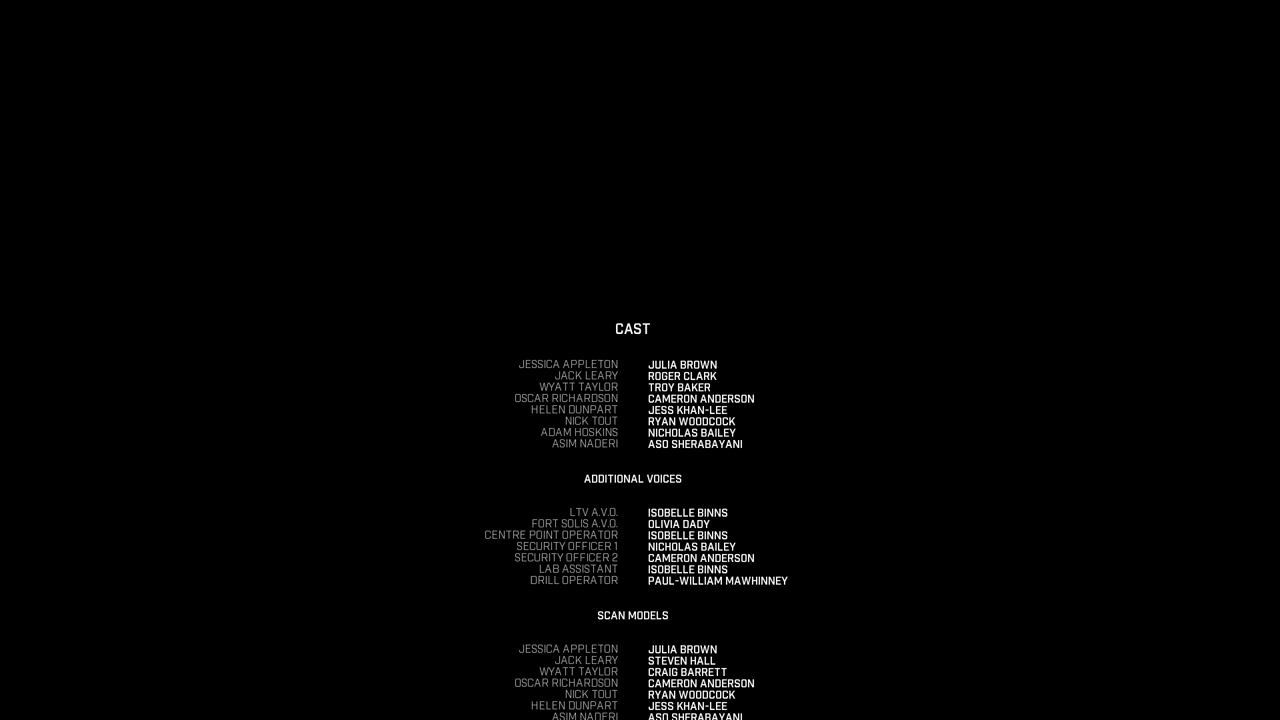 CAST
JESSICA APPLETON JULIA BROWN
JACK LEARY ROGER CLARK
WYATT TAYLOR TROY BAKER
OSCAR RICHARDSON CAMERON ANDERSON
HELEN DUNPART JESS KHAN-LEE
NICK TOUT RYAN WOODCOCK
ADAM HOSKINS NICHOLAS BAILEY
ASIM NADERI ASO SHERABAYANI
ADDITIONAL VOICES
LTV A.V.O. ISOBELLE BINNS
FORT SOLIS A.V.O. OLIVIA DADY
CENTRE POINT OPERATOR ISOBELLE BINNS
SECURITY OFFICER 1 NICHOLAS BAILEY
SECURITY OFFICER 2 CAMERON ANDERSON
LAB ASSISTANT ISOBELLE BINNS
DRILL OPERATOR PAUL-WILLIAM MAWHINNEY
SCAN MODELS
JESSICA APPLETON JULIA BROWN
JACK LEARY STEVEN HALL
WYATT TAYLOR CRAIG BARRETT
OSCAR RICHARDSON CAMERON ANDERSON
NICK TOUT RYAN WOODCOCK
HELEN DUNPART JESS KHAN-LEE
ASIM NADERI ASO SHERABAYANI